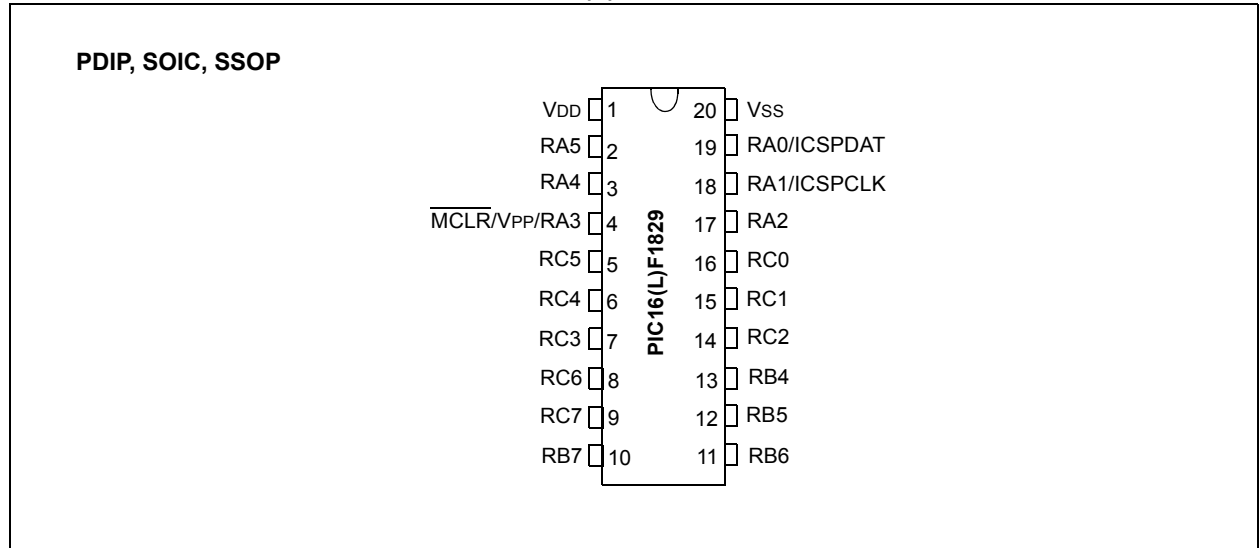 PDIP, SOIC, SSOP
VDD 1 20 VSS
RA5 2 19 RA0/ICSPDAT
RA4 3 18 RA1/ICSPCLK
MCLR/VPP/RA3 4 17 RA2
RC5 5 16 RC0
RC4 6 15 RC1
RC3 7 14 RC2
RC6 8 13 RB4
RC7 9 12 RB5
RB7 10 11 RB6
PIC16(L)F1829